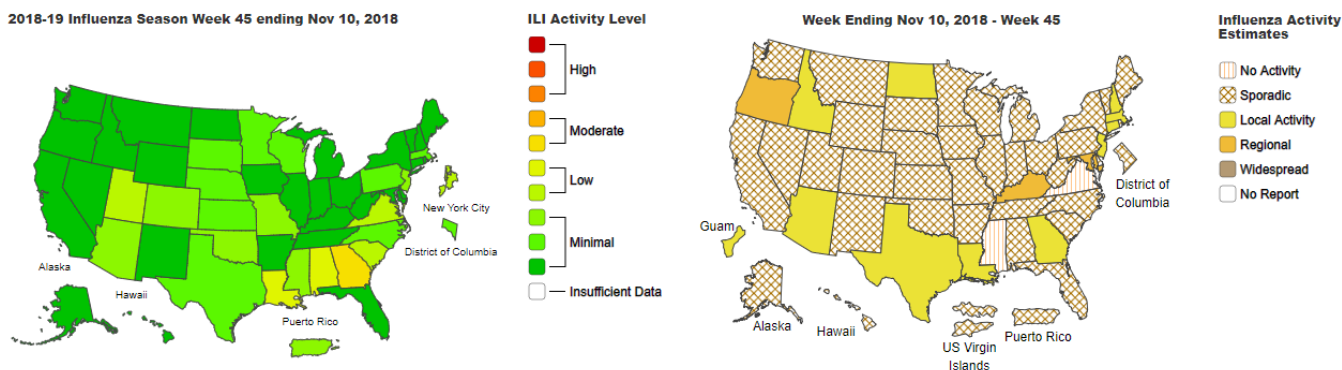 2018-19 Influenza Season Week 45 ending Nov 10, 2018
ILI Activity Level
High
Moderate
Low
Minimal
Insufficient Data
New York City
District of Columbia
Alaska
Hawaii
Puerto Rico
Week Ending Nov 10, 2018 - Week 45
Influenza Activity
Estimates
No Activity
Sporadic
Local Activity
Regional
Widespread
No Report
District of
Columbia
Guam
Alaska
Hawaii
US Virgin
Islands
Puerto Rico